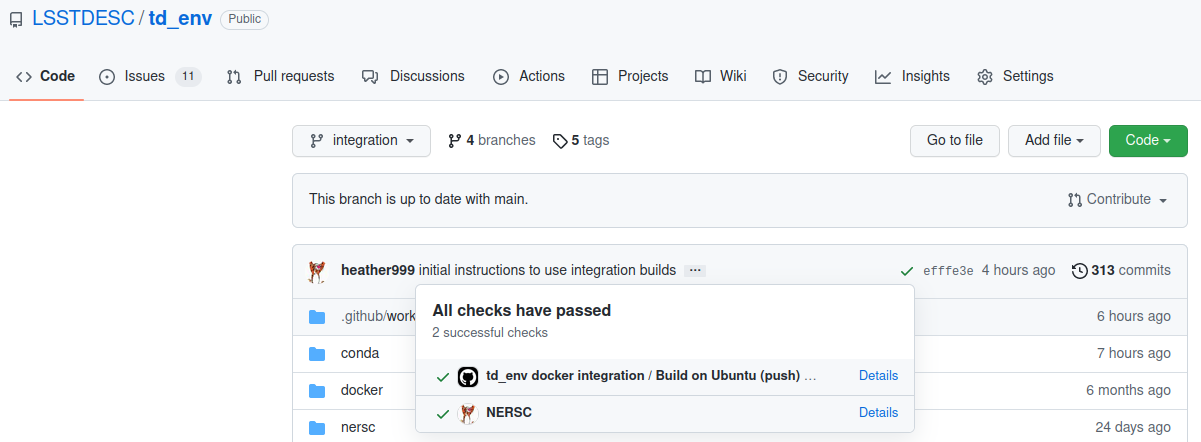 LSSTDESC / td_env Public
Code Issues 11 Pull requests Discussions Actions Projects Wiki Security Insights Settings
integration 4 branches 5 tags Go to file Add file Code
This branch is up to date with main. Contribute
heather999 initial instructions to use integration builds ... efffe3e 4 hours ago 313 commits
All checks have passed
2 successful checks
.github/work 6 hours ago
conda 7 hours ago
td_env docker integration / Build on Ubuntu (push) ... Details
docker 6 months ago
NERSC Details
nersc 24 days ago